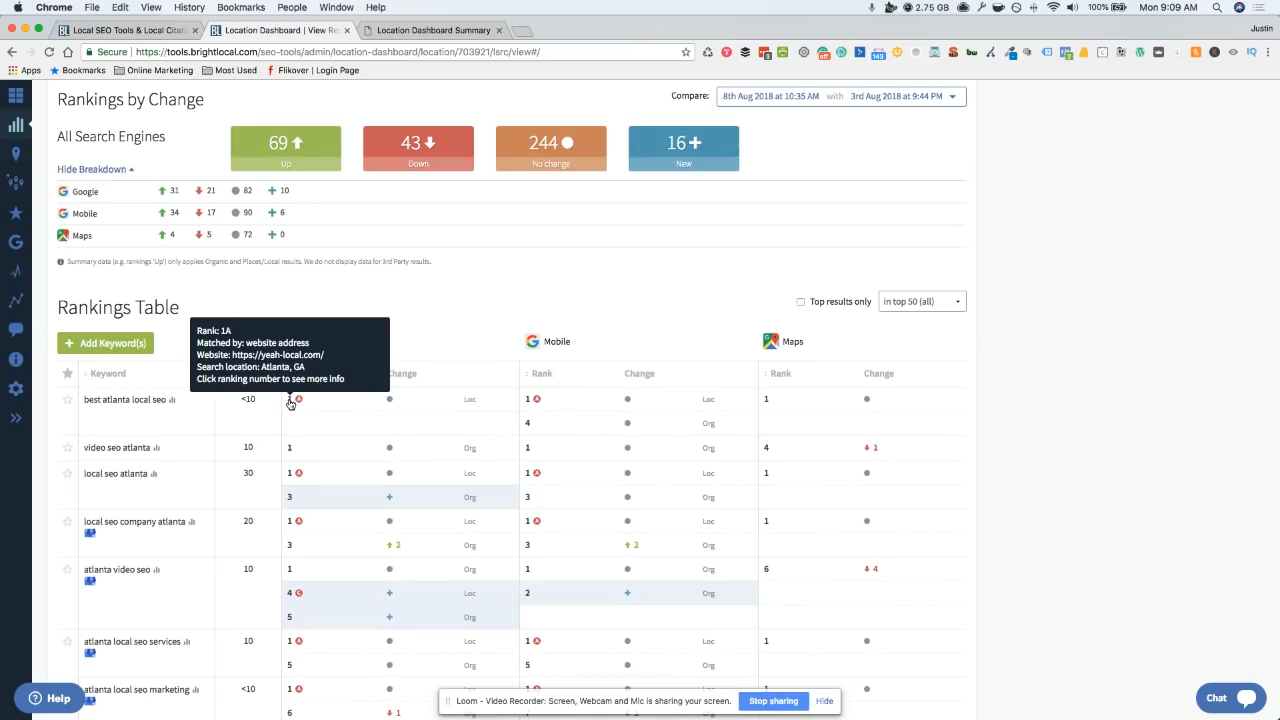 Chrome File Edit View History Bookmarks People Window Help 2.75 GB 100% Mon 9:09 AM
Local SEO Tools & Local Citat × Location Dashboard | View Re × Location Dashboard Summary × Justin
Secure https://tools.brightlocal.com/seo-tools/admin/location-dashboard/location/703921/lsr/view#/
Apps Bookmarks Online Marketing Most Used Flikover | Login Page
Rankings by Change
Compare: 8th Aug 2018 at 10:35 AM with 3rd Aug 2018 at 9:44 PM
All Search Engines
69 43 244 16
Up Down No change New
Hide Breakdown
Google 31 21 82 10
Mobile 34 17 90 6
Maps 4 5 72 0
Summary data (e.g. rankings 'Up') only applies Organic and Places/Local results. We do not display data for 3rd Party results.
Rankings Table
Top results only in top 50 (all)
+ Add Keyword(s)
Rank: 1A
Matched by: website address
Website: https://yeah-local.com/
Search location: Atlanta, GA
Click ranking number to see more info
Mobile Maps
Keyword Change Rank Change Rank Change
best atlanta local seo <10 1 A 1 A Loc 1
4 Org
video seo atlanta 10 1 Org 1 Org 4 1
local seo atlanta 30 1 A Loc 1 A Loc 1
3 + Org 3 Org
local seo company atlanta 20 1 A Loc 1 A Loc 1
3 2 Org 3 2 Org
atlanta video seo 10 1 Org 1 Org 6 4
4 C + Loc 2 + Org
5 + Org
atlanta local seo services 10 1 A Loc 1 A Loc 1
5 Org 5 Org
atlanta local seo marketing <10 1 A
6 1
Help
Loom - Video Recorder: Screen, Webcam and Mic is sharing your screen. Stop sharing Hide
Chat